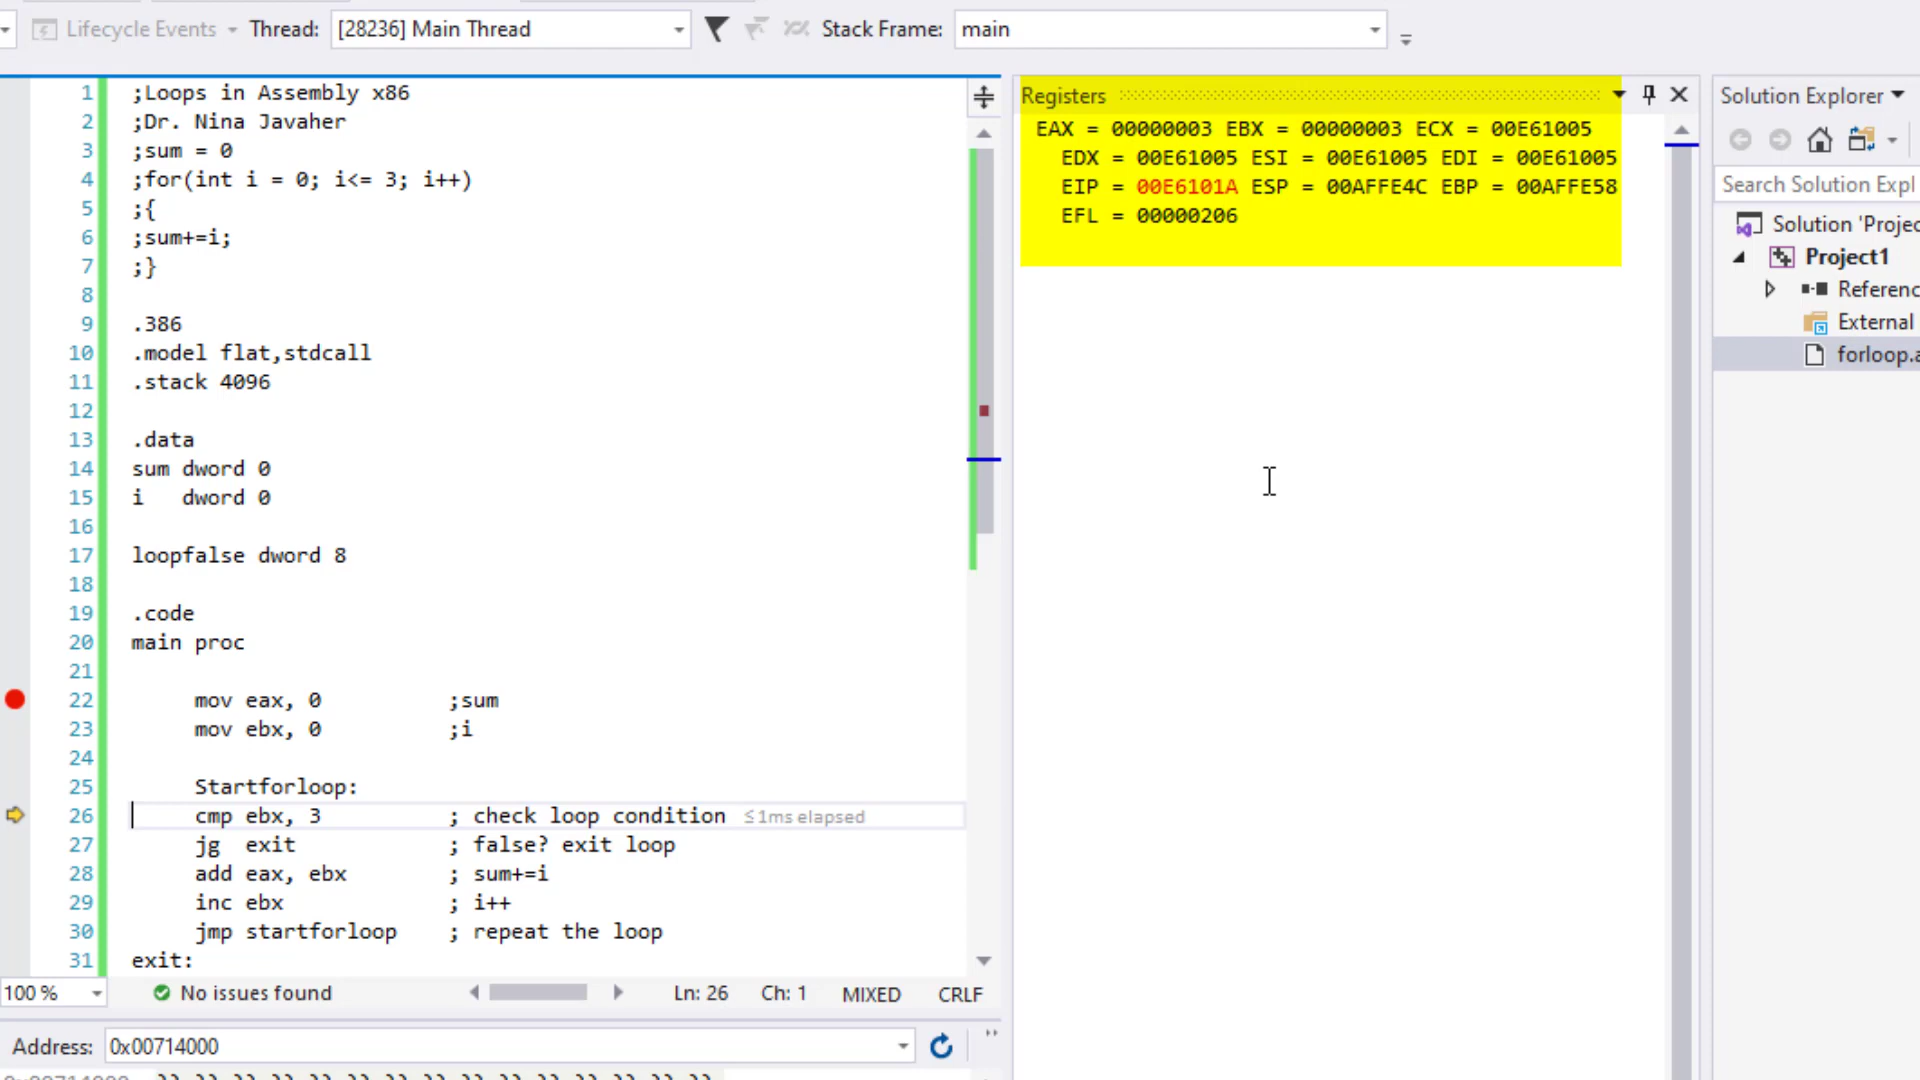 Lifecycle Events Thread: [28236] Main Thread Stack Frame: main
1 ;Loops in Assembly x86
2 ;Dr. Nina Javaher
3 ;sum = 0
4 ;for(int i = 0; i<= 3; i++)
5 ;{
6 ;sum+=i;
7 ;}
8
9 .386
10 .model flat,stdcall
11 .stack 4096
12
13 .data
14 sum dword 0
15 i   dword 0
16
17 loopfalse dword 8
18
19 .code
20 main proc
21
22 mov eax, 0 ;sum
23 mov ebx, 0 ;i
24
25 Startforloop:
26 cmp ebx, 3 ; check loop condition ≤1ms elapsed
27 jg  exit ; false? exit loop
28 add eax, ebx ; sum+=i
29 inc ebx ; i++
30 jmp startforloop ; repeat the loop
31 exit:
100 % No issues found Ln: 26 Ch: 1 MIXED CRLF
Address: 0x00714000
Registers
EAX = 00000003 EBX = 00000003 ECX = 00E61005
EDX = 00E61005 ESI = 00E61005 EDI = 00E61005
EIP = 00E6101A ESP = 00AFFE4C EBP = 00AFFE58
EFL = 00000206
Solution Explorer
Search Solution Expl
Solution 'Projec
Project1
Referenc
External
forloop.a